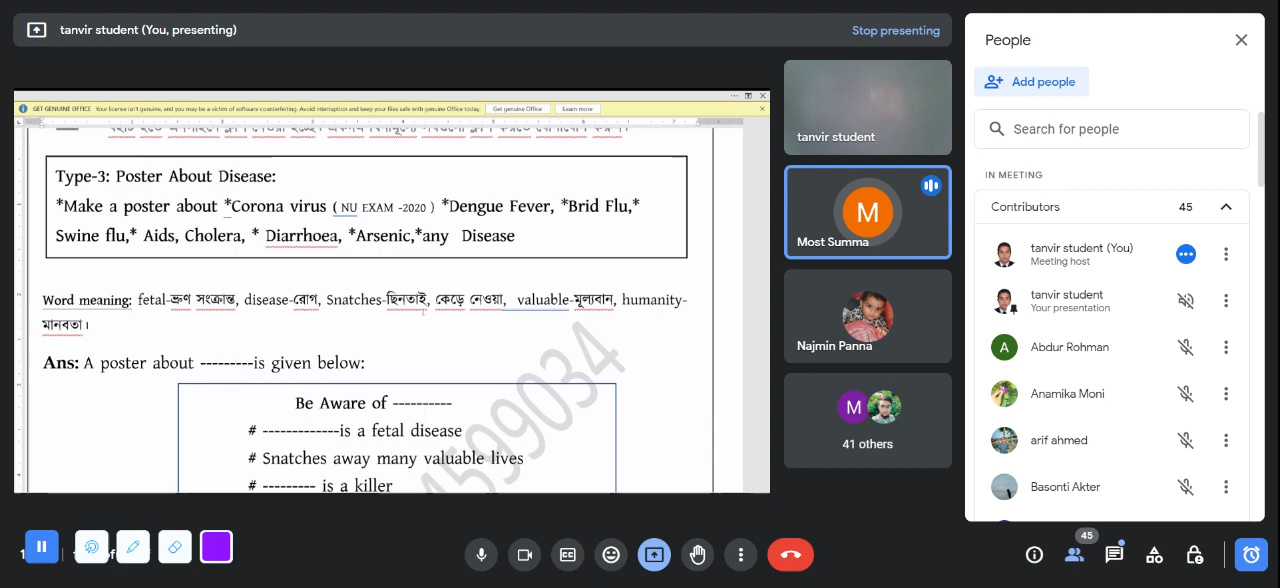 tanvir student (You, presenting)
Stop presenting
GET GENUINE OFFICE Your license isn't genuine, and you may be a victim of software counterfeiting. Avoid interruption and keep your files safe with genuine Office today. Get genuine Office Learn more
Type-3: Poster About Disease:
*Make a poster about *Corona virus ( NU EXAM -2020 ) *Dengue Fever, *Brid Flu,*
Swine flu,* Aids, Cholera, * Diarrhoea, *Arsenic,*any Disease
Word meaning: fetal-ভ্রুণ সংক্রান্ত, disease-রোগ, Snatches-ছিনতাই, কেড়ে নেওয়া, valuable-মূল্যবান, humanity-
মানবতা।
Ans: A poster about ---------is given below:
Be Aware of ----------
# -------------is a fetal disease
# Snatches away many valuable lives
# --------- is a killer
4599034
tanvir student
M
Most Summa
Najmin Panna
M
41 others
People
Add people
Search for people
IN MEETING
Contributors 45
tanvir student (You)
Meeting host
tanvir student
Your presentation
A Abdur Rohman
Anamika Moni
arif ahmed
Basonti Akter
45